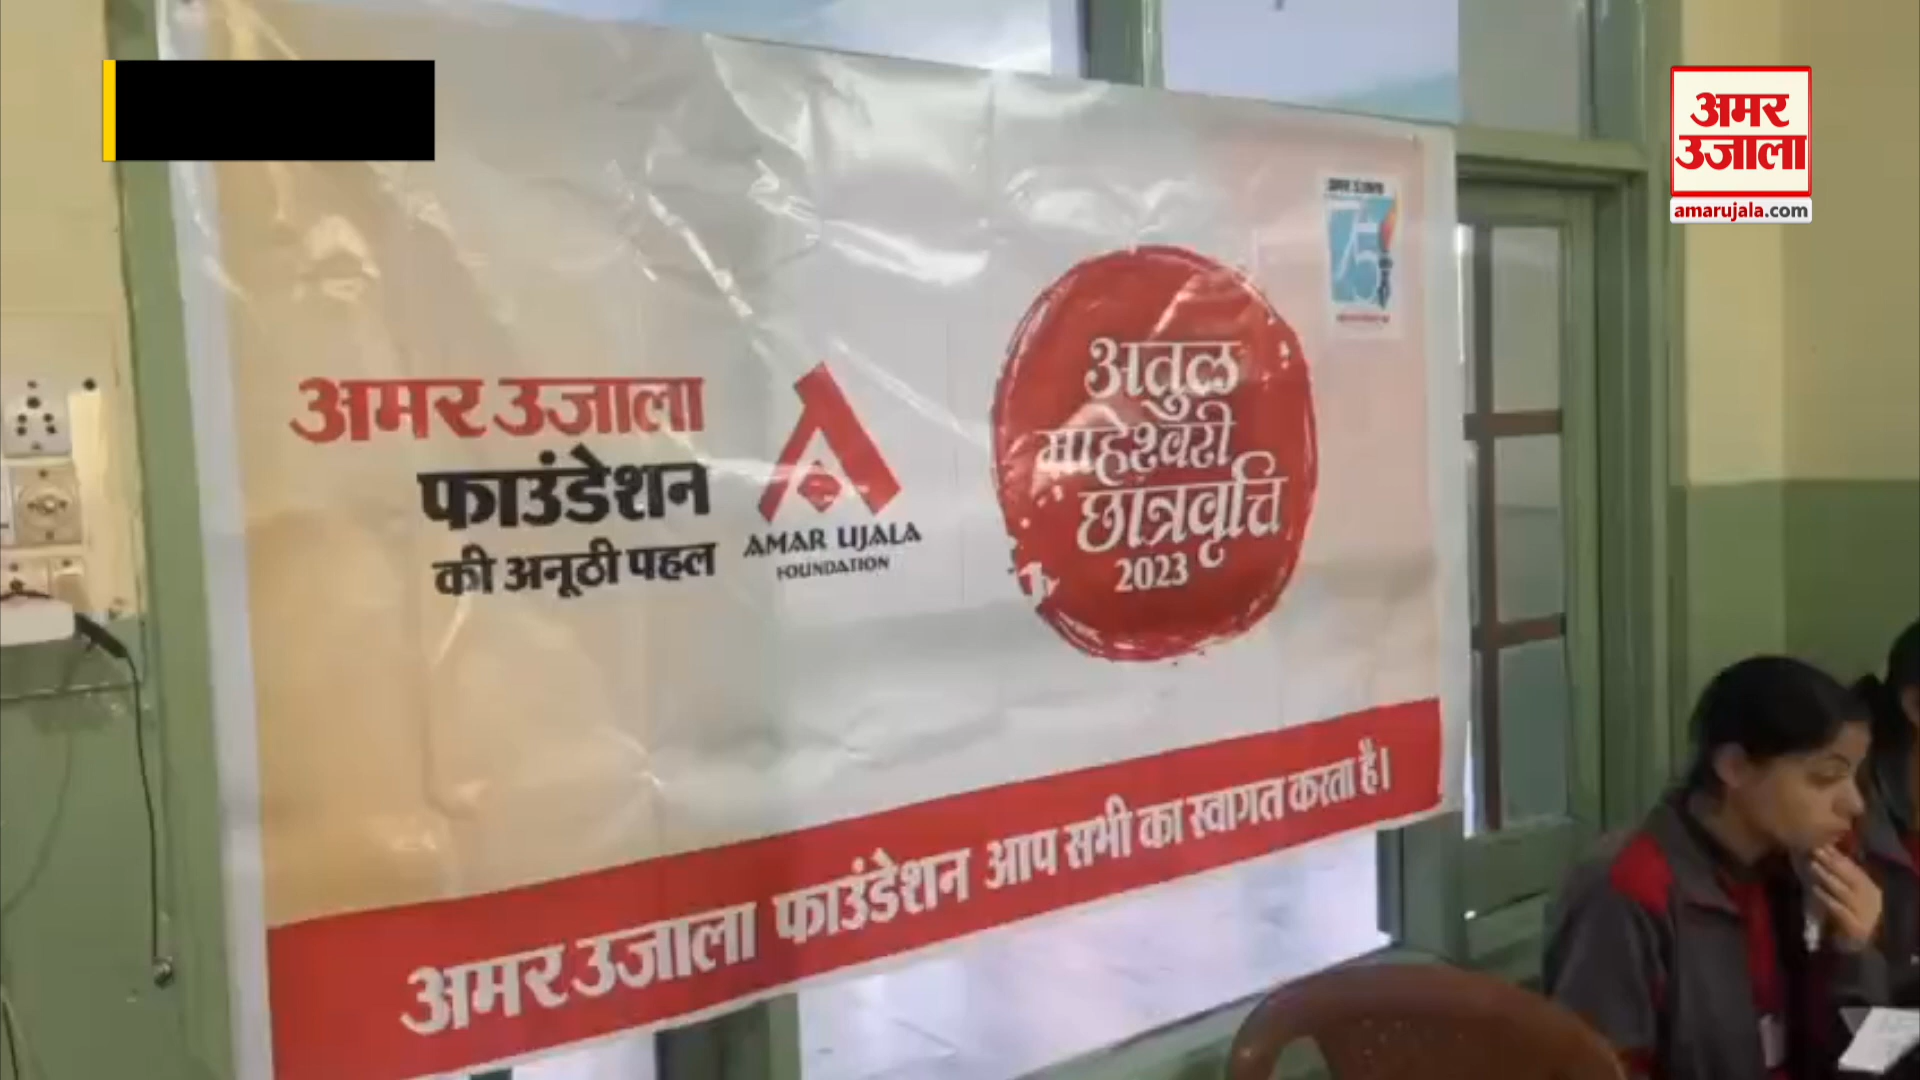 अमर
उजाला
amarujala.com
75
अमर उजाला
फाउंडेशन
की अनूठी पहल
AMAR UJALA
FOUNDATION
अतुल
माहेश्वरी
छात्रवृत्ति
2023
अमर उजाला फाउंडेशन आप सभी का स्वागत करता है।